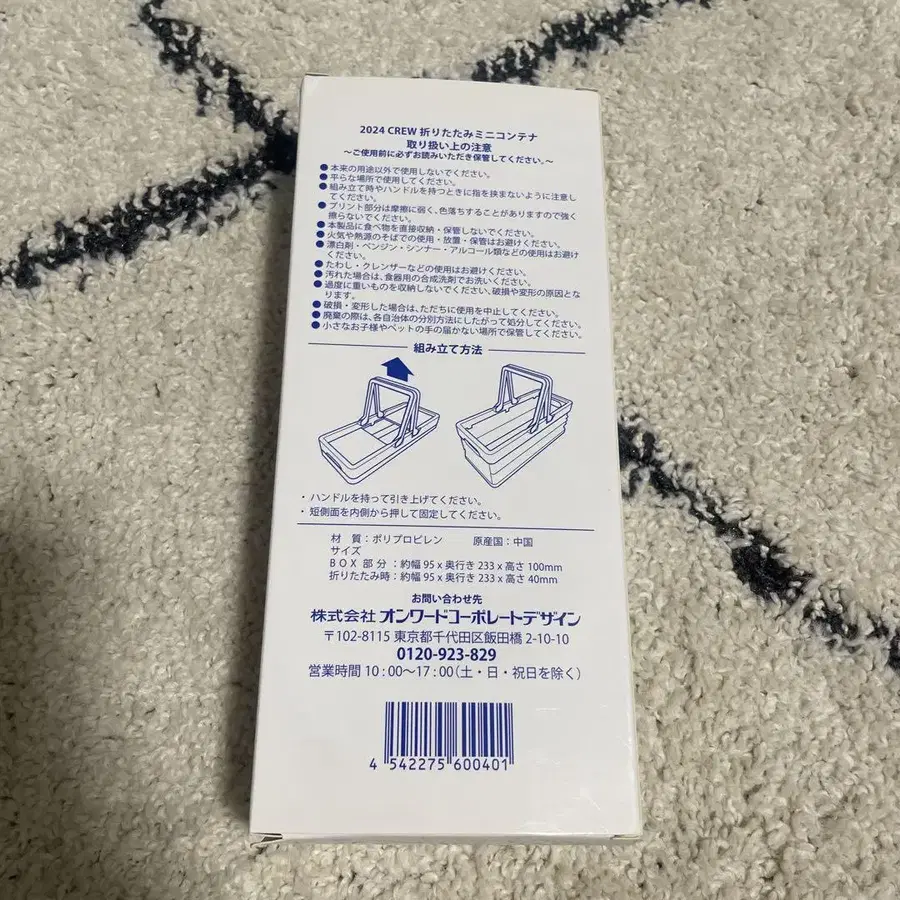 2024 CREW 折りたたみミニコンテナ
取り扱い上の注意
〜ご使用前に必ずお読みいただき保管してください。〜
●本来の用途以外で使用しないでください。
●平らな場所で使用してください。
●組み立て時やハンドルを持つときに指を挟まないように注意し
てください。
●プリント部分は摩擦に弱く、色落ちすることがありますので強く
擦らないでください。
●本製品に食べ物を直接収納・保管しないでください。
●火気や熱源のそばでの使用・放置・保管はお避けください。
●漂白剤・ベンジン・シンナー・アルコール類などの使用はお避け
ください。
●たわし・クレンザーなどの使用はお避けください。
●汚れた場合は、食器用の合成洗剤でお洗いください。
●過度に重いものを収納しないでください、破損や変形の原因とな
ります。
●破損・変形した場合は、ただちに使用を中止してください。
●廃棄の際は、各自治体の分別方法にしたがって処分してください。
●小さなお子様やペットの手の届かない場所で保管してください。
組み立て方法
・ハンドルを持って引き上げてください。
・短側面を内側から押して固定してください。
材 質：ポリプロピレン 原産国：中国
サイズ
BOX 部 分 ：約幅 95 x 奥行き 233 x 高さ 100mm
折りたたみ時：約幅 95 x 奥行き 233 x 高さ 40mm
お問い合わせ先
株式会社 オンワードコーポレートデザイン
〒102-8115 東京都千代田区飯田橋 2-10-10
0120-923-829
営業時間 10:00〜17:00（土・日・祝日を除く）
4 542275 600401